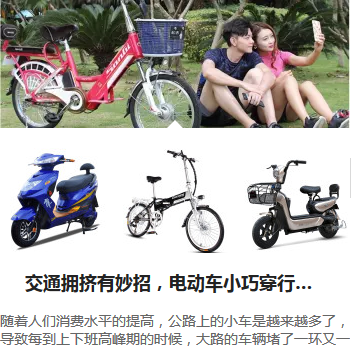 交通拥挤有妙招，电动车小巧穿行...
随着人们消费水平的提高，公路上的小车是越来越多了，
导致每到上下班高峰期的时候，大路的车辆堵了一环又一